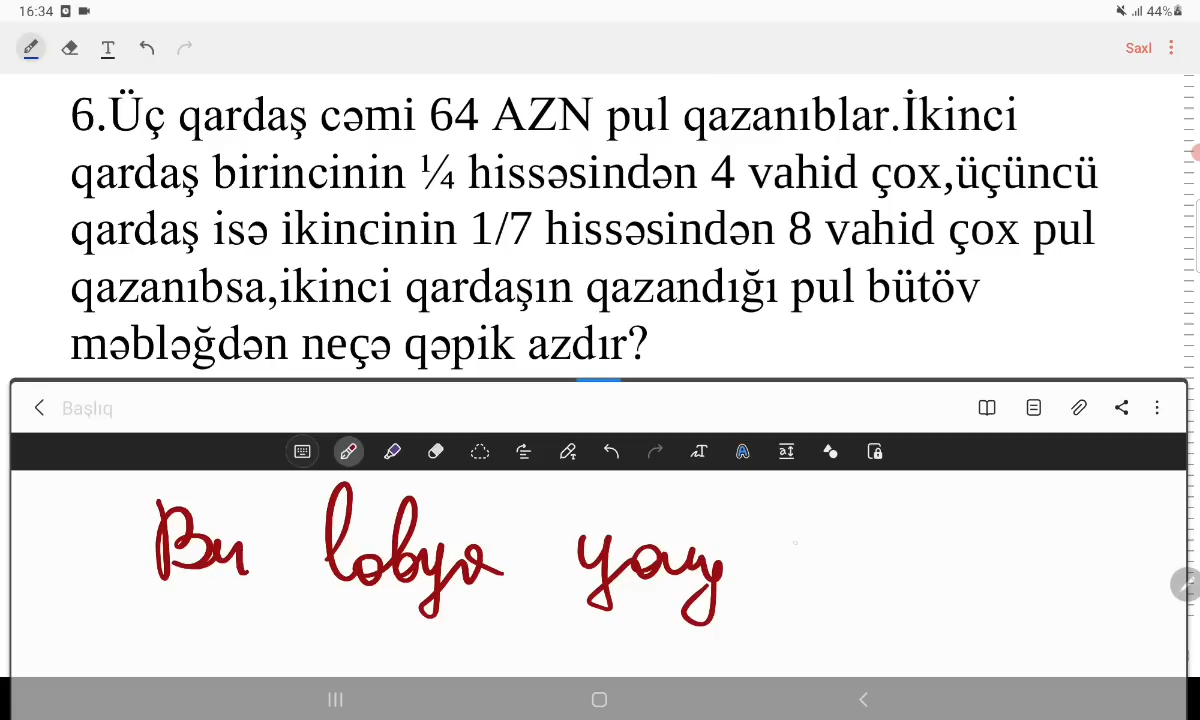 16:34
44%
Saxl
6.Üç qardaş cəmi 64 AZN pul qazanıblar.İkinci
qardaş birincinin ¼ hissəsindən 4 vahid çox,üçüncü
qardaş isə ikincinin 1/7 hissəsindən 8 vahid çox pul
qazanıbsa,ikinci qardaşın qazandığı pul bütöv
məbləğdən neçə qəpik azdır?
Başlıq
Bu lobya